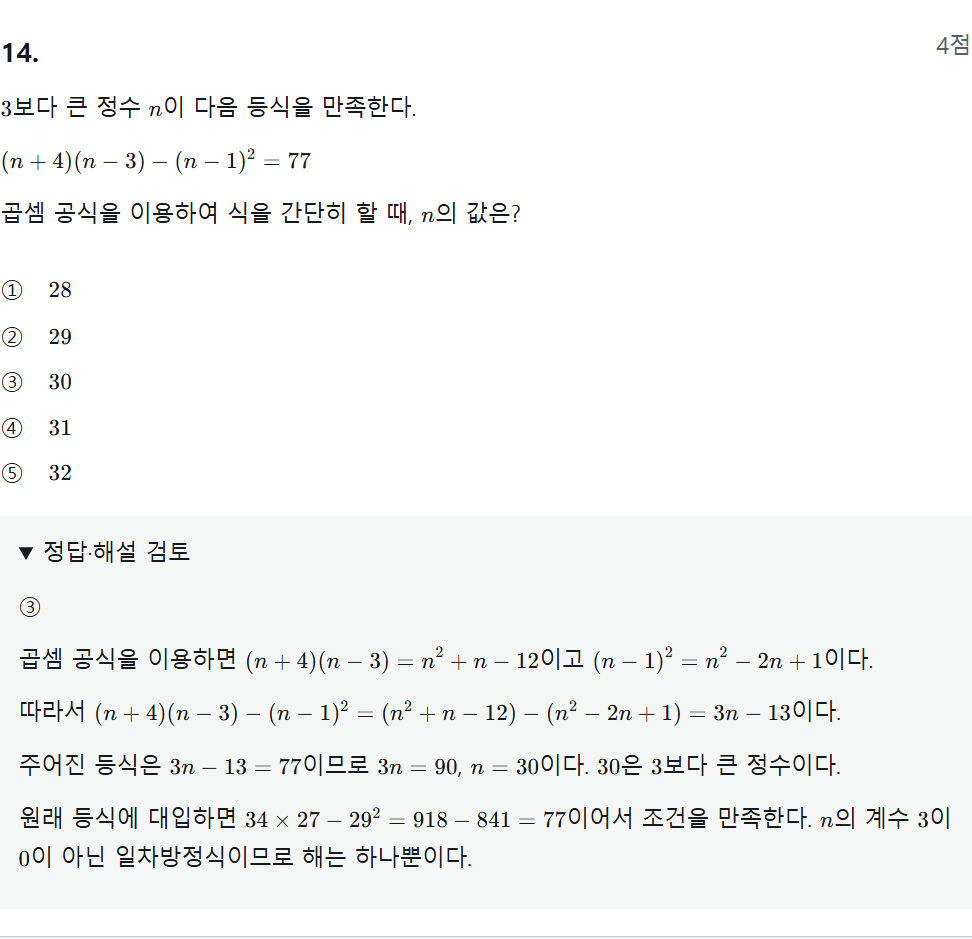 14.
4점
3보다 큰 정수 n이 다음 등식을 만족한다.
(n + 4)(n − 3) − (n − 1)² = 77
곱셈 공식을 이용하여 식을 간단히 할 때, n의 값은?
① 28
② 29
③ 30
④ 31
⑤ 32
▼ 정답·해설 검토
③
곱셈 공식을 이용하면 (n + 4)(n − 3) = n² + n − 12이고 (n − 1)² = n² − 2n + 1이다.
따라서 (n + 4)(n − 3) − (n − 1)² = (n² + n − 12) − (n² − 2n + 1) = 3n − 13이다.
주어진 등식은 3n − 13 = 77이므로 3n = 90, n = 30이다. 30은 3보다 큰 정수이다.
원래 등식에 대입하면 34 × 27 − 29² = 918 − 841 = 77이어서 조건을 만족한다. n의 계수 3이
0이 아닌 일차방정식이므로 해는 하나뿐이다.